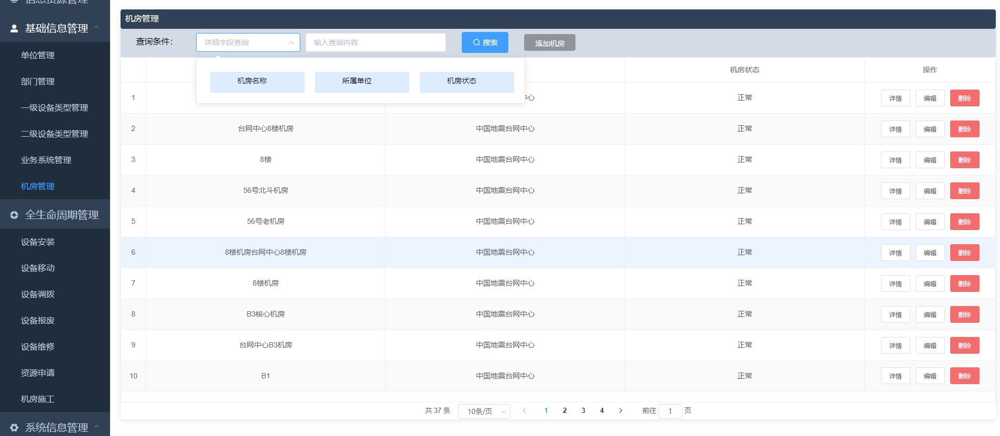 信息资源管理
基础信息管理
单位管理
部门管理
一级设备类型管理
二级设备类型管理
业务系统管理
机房管理
全生命周期管理
设备安装
设备移动
设备调拨
设备报废
设备维修
资源申请
机房施工
系统信息管理
机房管理
查询条件： 详细字段查询 输入查询内容 搜索 添加机房
机房名称 所属单位 机房状态
机房状态 操作
1 中心 正常 详情 编辑 删除
2 台网中心8楼机房 中国地震台网中心 正常 详情 编辑 删除
3 8楼 中国地震台网中心 正常 详情 编辑 删除
4 56号北斗机房 中国地震台网中心 正常 详情 编辑 删除
5 56号老机房 中国地震台网中心 正常 详情 编辑 删除
6 8楼机房台网中心8楼机房 中国地震台网中心 正常 详情 编辑 删除
7 8楼机房 中国地震台网中心 正常 详情 编辑 删除
8 B3核心机房 中国地震台网中心 正常 详情 编辑 删除
9 台网中心B3机房 中国地震台网中心 正常 详情 编辑 删除
10 B1 中国地震台网中心 正常 详情 编辑 删除
共 37 条 10条/页 1 2 3 4 前往 1 页